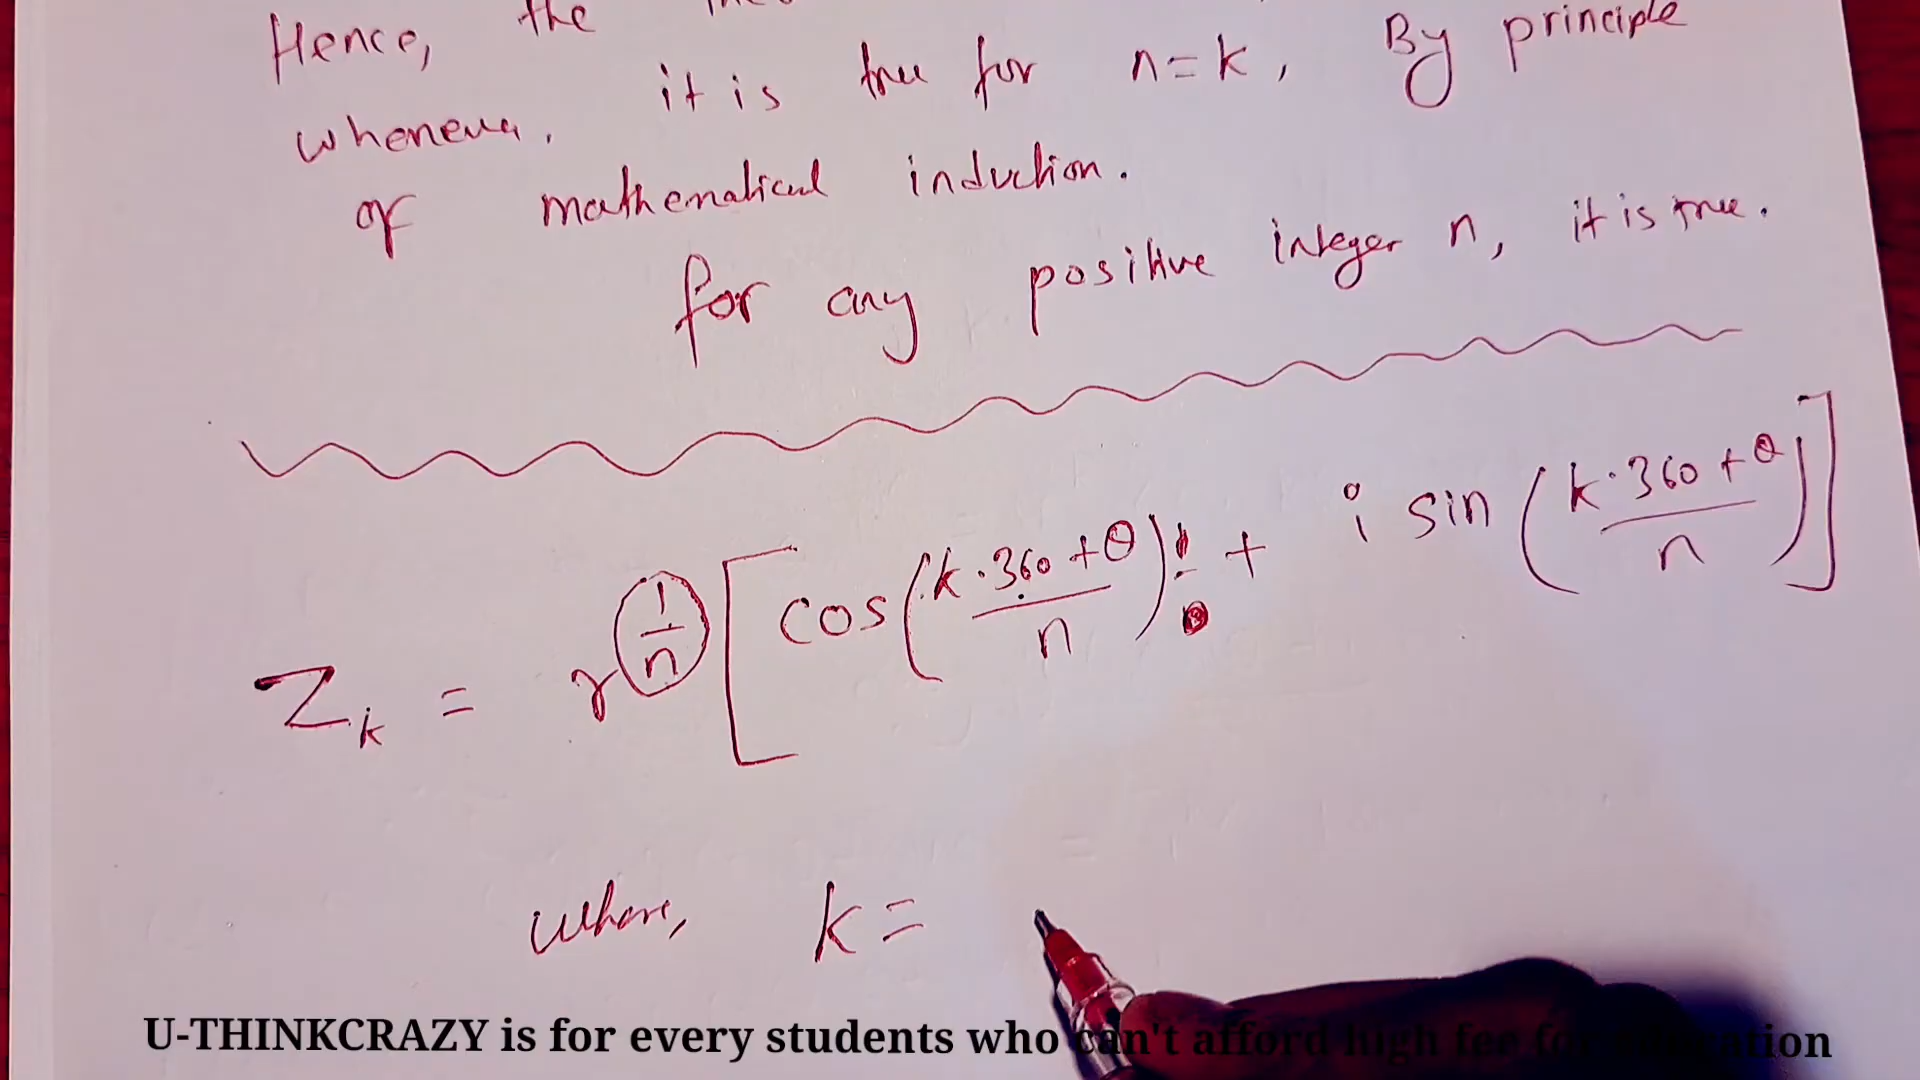 Hence, the
whenever, it is true for n=k, By principle
of mathematical induction.
for any positive integer n, it is true.
Z_k = r^(1/n) [cos(k·360+θ / n) + i sin(k·360+θ / n)]
where, k=
U-THINKCRAZY is for every students who can't afford high fee for education